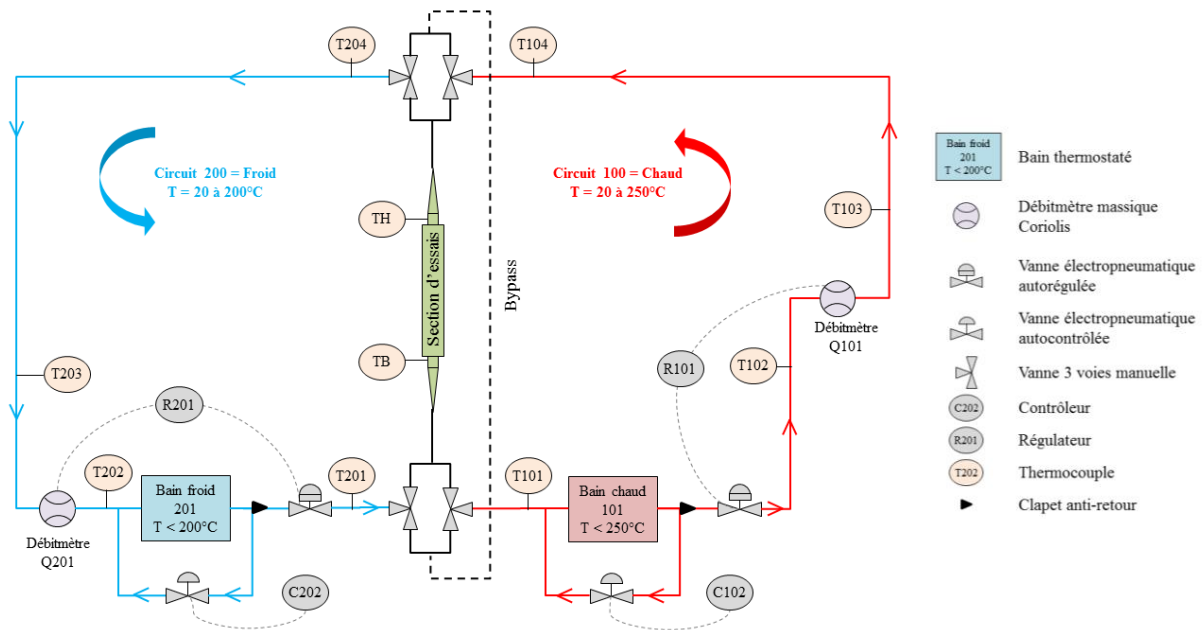 T204
T104
Circuit 200 = Froid
T = 20 à 200°C
Circuit 100 = Chaud
T = 20 à 250°C
TH
Section d'essais
TB
Bypass
T103
Débitmètre
Q101
R101
T102
T203
R201
T202
Bain froid
201
T < 200°C
T201
T101
Bain chaud
101
T < 250°C
Débitmètre
Q201
C202
C102
Bain froid
201
T < 200°C
Bain thermostaté
Débitmètre massique
Coriolis
Vanne électropneumatique
autorégulée
Vanne électropneumatique
autocontrôlée
Vanne 3 voies manuelle
C202
Contrôleur
R201
Régulateur
T202
Thermocouple
Clapet anti-retour